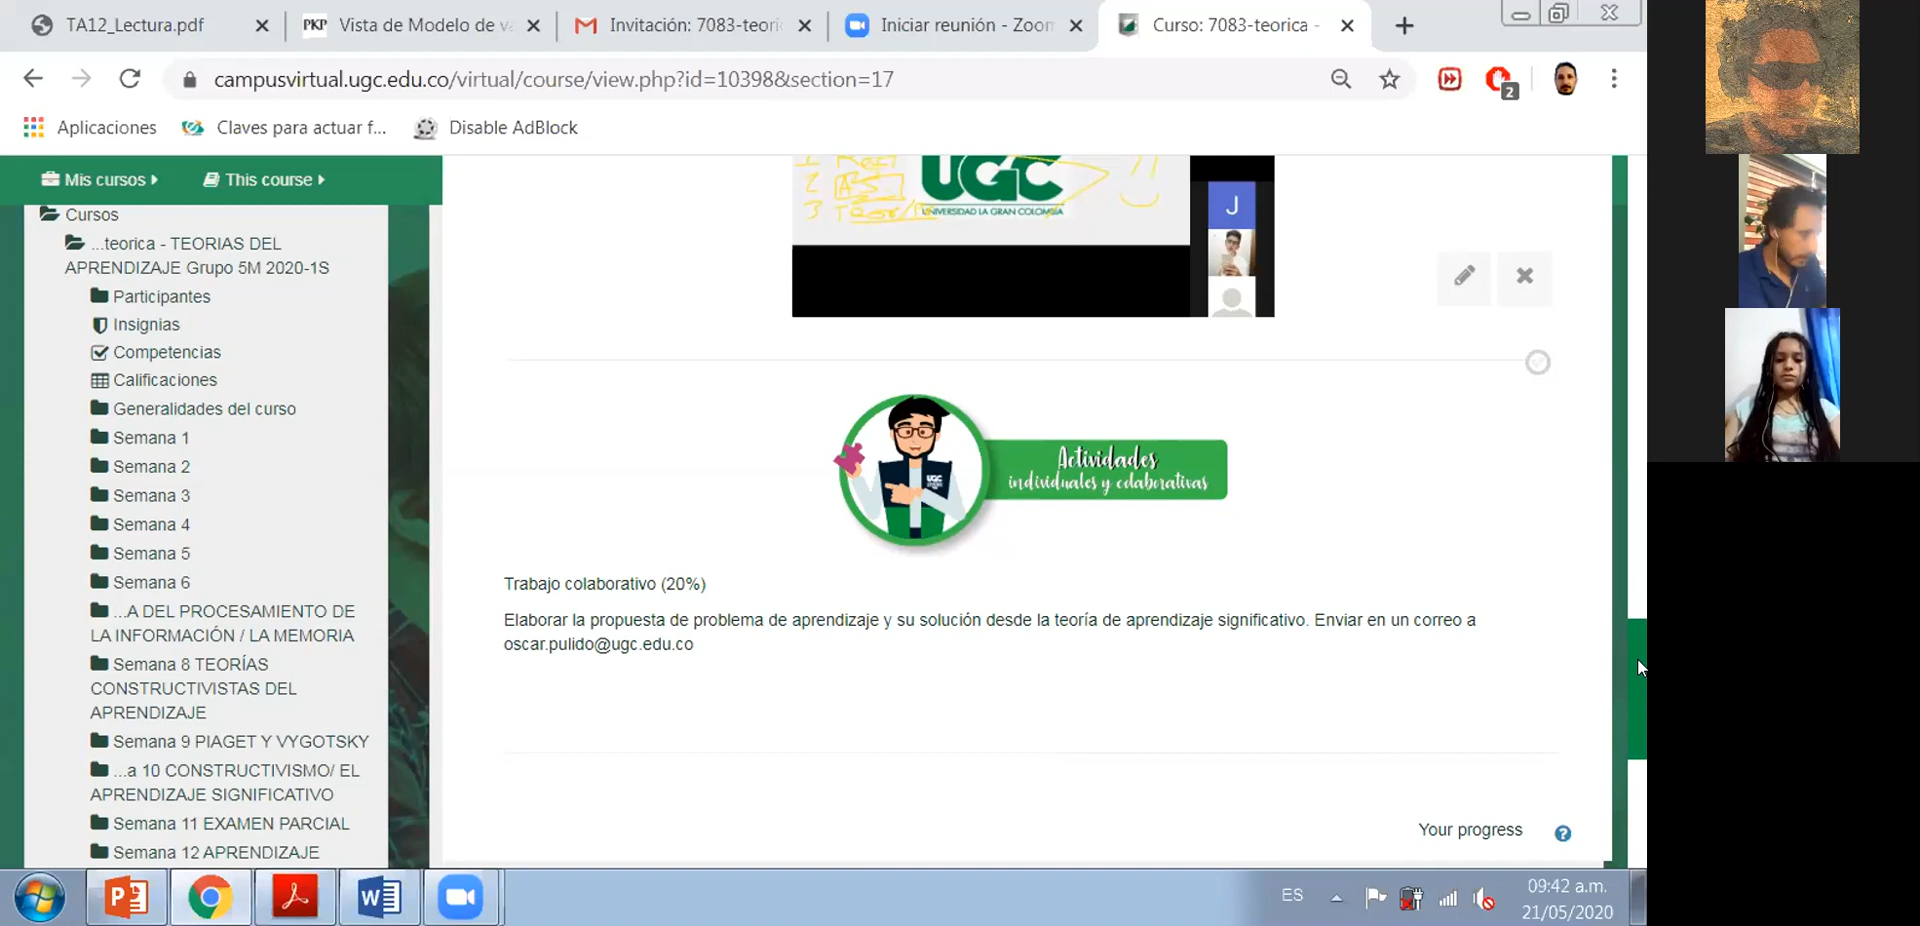 TA12_Lectura.pdf
PKP Vista de Modelo de va
Invitación: 7083-teori
Iniciar reunión - Zoom
Curso: 7083-teorica -
campusvirtual.ugc.edu.co/virtual/course/view.php?id=10398&section=17
2
Aplicaciones
Claves para actuar f...
Disable AdBlock
Mis cursos
This course
Cursos
...teorica - TEORIAS DEL
APRENDIZAJE Grupo 5M 2020-1S
Participantes
Insignias
Competencias
Calificaciones
Generalidades del curso
Semana 1
Semana 2
Semana 3
Semana 4
Semana 5
Semana 6
...A DEL PROCESAMIENTO DE
LA INFORMACIÓN / LA MEMORIA
Semana 8 TEORÍAS
CONSTRUCTIVISTAS DEL
APRENDIZAJE
Semana 9 PIAGET Y VYGOTSKY
...a 10 CONSTRUCTIVISMO/ EL
APRENDIZAJE SIGNIFICATIVO
Semana 11 EXAMEN PARCIAL
Semana 12 APRENDIZAJE
1
2
3
UGC
UNIVERSIDAD LA GRAN COLOMBIA
J
UGC
Actividades
individuales y colaborativas
Trabajo colaborativo (20%)
Elaborar la propuesta de problema de aprendizaje y su solución desde la teoría de aprendizaje significativo. Enviar en un correo a
oscar.pulido@ugc.edu.co
Your progress
ES
09:42 a.m.
21/05/2020